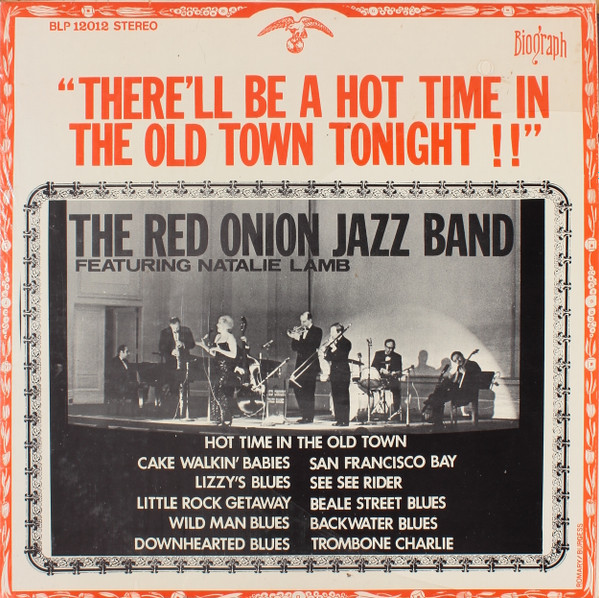 BLP 12012 STEREO
Biograph
“THERE’LL BE A HOT TIME IN
THE OLD TOWN TONIGHT !!”
THE RED ONION JAZZ BAND
FEATURING NATALIE LAMB
HOT TIME IN THE OLD TOWN
CAKE WALKIN’ BABIES
SAN FRANCISCO BAY
LIZZY’S BLUES
SEE SEE RIDER
LITTLE ROCK GETAWAY
BEALE STREET BLUES
WILD MAN BLUES
BACKWATER BLUES
DOWNHEARTED BLUES
TROMBONE CHARLIE
ROMARY/BURGESS